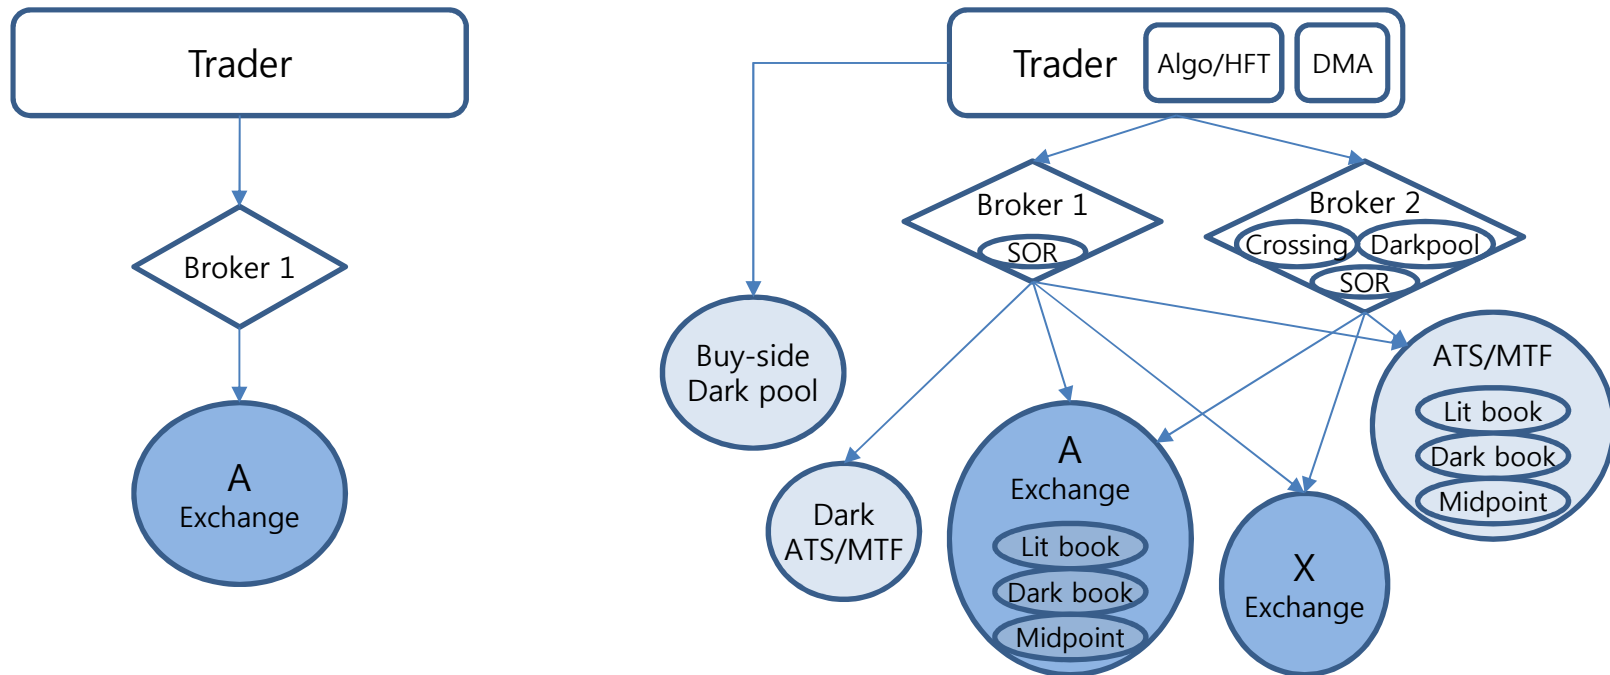 Trader
Broker 1
A
Exchange
Trader
Algo/HFT
DMA
Broker 1
SOR
Broker 2
Crossing
Darkpool
SOR
Buy-side
Dark pool
Dark
ATS/MTF
A
Exchange
Lit book
Dark book
Midpoint
X
Exchange
ATS/MTF
Lit book
Dark book
Midpoint